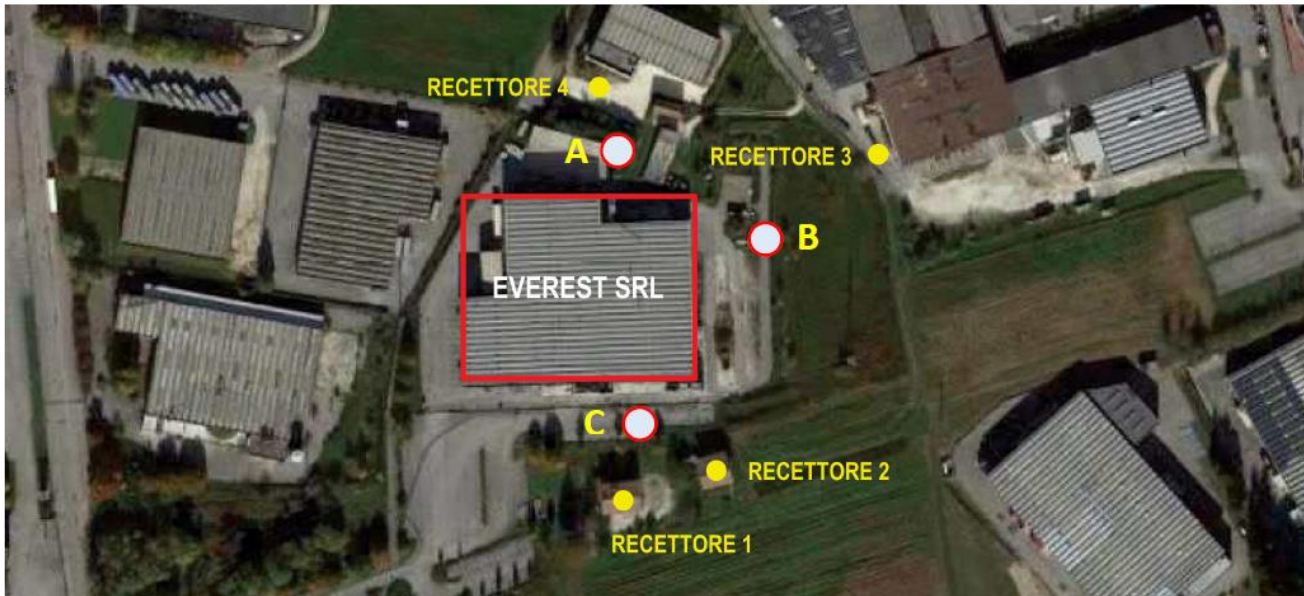 RECETTORE 4
A
RECETTORE 3
B
EVEREST SRL
C
RECETTORE 2
RECETTORE 1